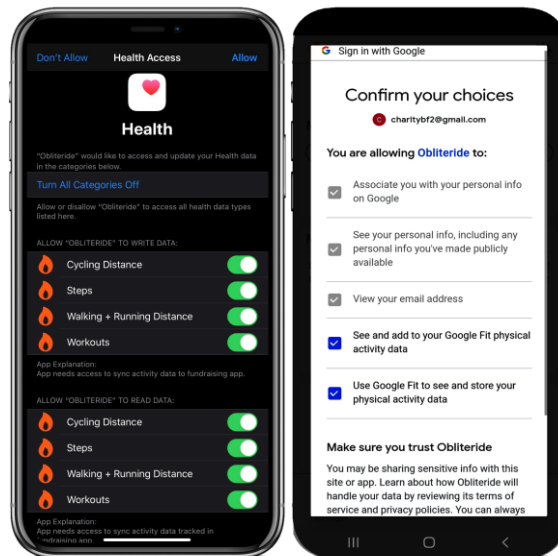 Don't Allow
Health Access
Allow
Health
"Obliteride" would like to access and update your Health data
in the categories below.
Turn All Categories Off
Allow or disallow "Obliteride" to access all health data types
listed here.
ALLOW "OBLITERIDE" TO WRITE DATA:
Cycling Distance
Steps
Walking + Running Distance
Workouts
App Explanation:
App needs access to sync activity data to fundraising app.
ALLOW "OBLITERIDE" TO READ DATA:
Cycling Distance
Steps
Walking + Running Distance
Workouts
App Explanation:
App needs access to sync activity data tracked in
fundraising app.
G Sign in with Google
Confirm your choices
C charitybf2@gmail.com
You are allowing Obliteride to:
Associate you with your personal info
on Google
See your personal info, including any
personal info you've made publicly
available
View your email address
See and add to your Google Fit physical
activity data
Use Google Fit to see and store your
physical activity data
Make sure you trust Obliteride
You may be sharing sensitive info with this
site or app. Learn about how Obliteride will
handle your data by reviewing its terms of
service and privacy policies. You can always